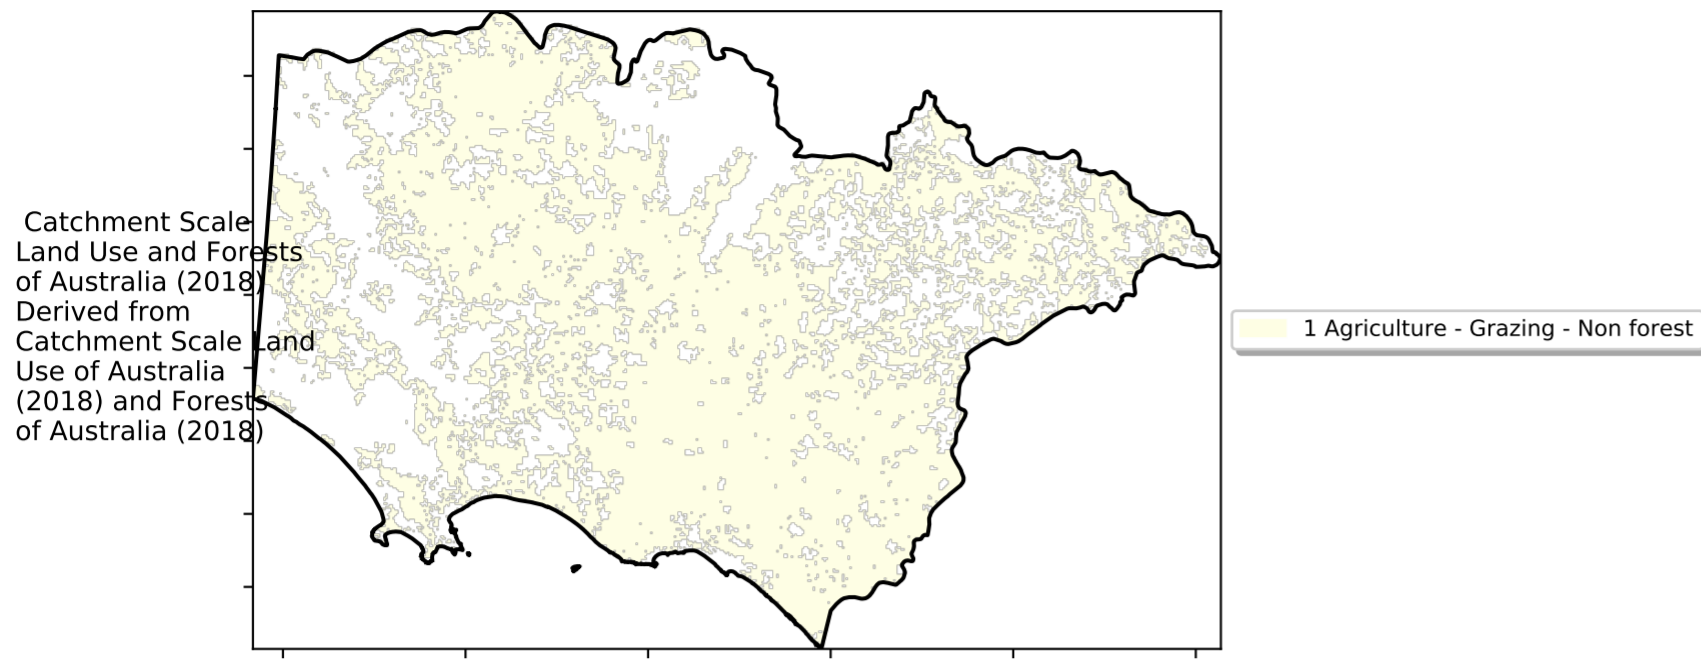 Catchment Scale
Land Use and Forests
of Australia (2018)
Derived from
Catchment Scale Land
Use of Australia
(2018) and Forests
of Australia (2018)
1 Agriculture - Grazing - Non forest